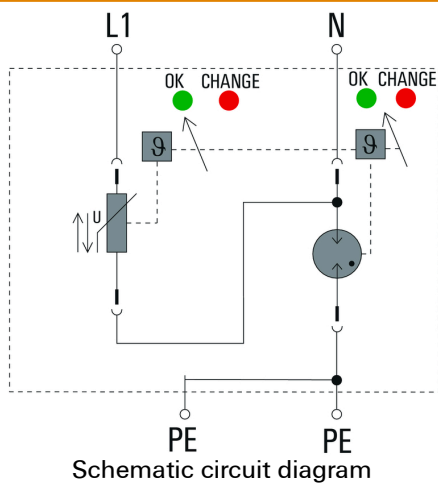 L1 N
OK CHANGE OK CHANGE
ϑ ϑ
U
PE PE
Schematic circuit diagram